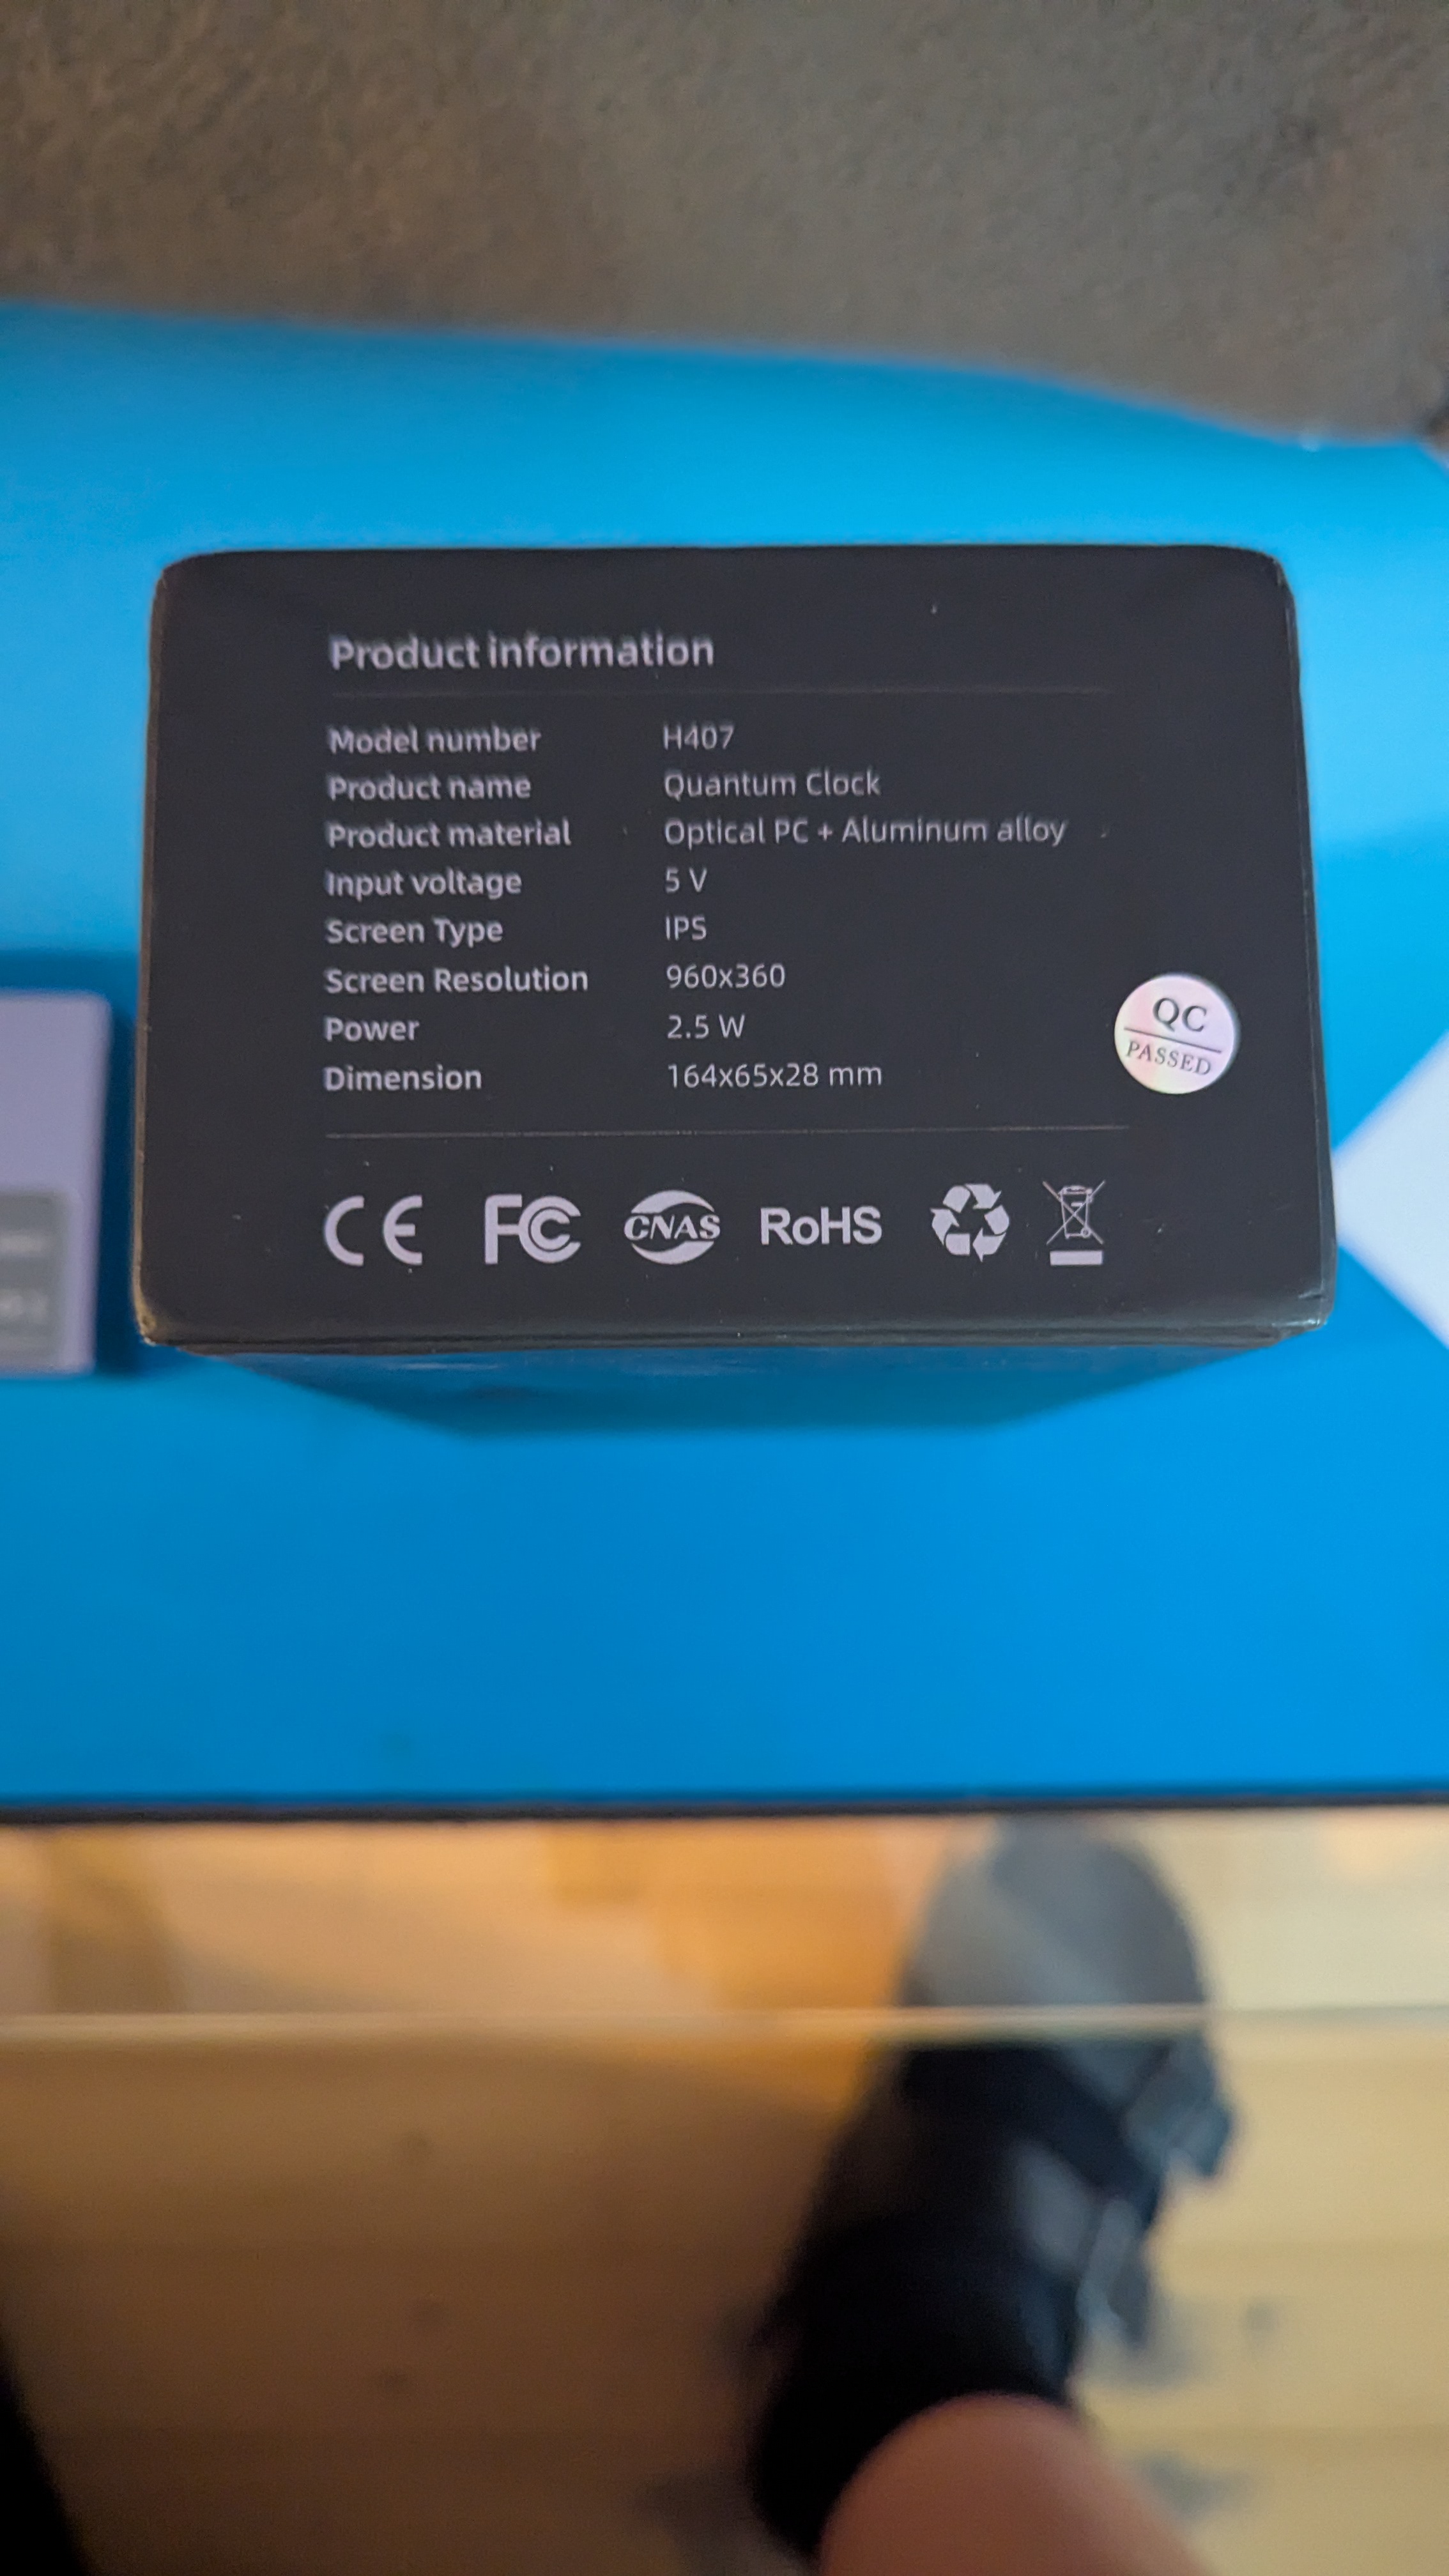 Product information
Model number H407
Product name Quantum Clock
Product material Optical PC + Aluminum alloy
Input voltage 5 V
Screen Type IPS
Screen Resolution 960x360
Power 2.5 W
Dimension 164x65x28 mm
QC
PASSED
CE FC CNAS RoHS